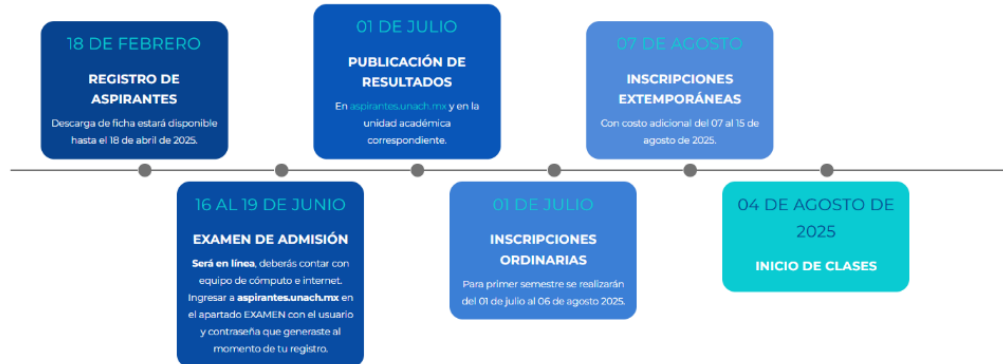 18 DE FEBRERO
REGISTRO DE
ASPIRANTES
Descarga de ficha estará disponible
hasta el 18 de abril de 2025.
16 AL 19 DE JUNIO
EXAMEN DE ADMISIÓN
Será en línea, deberás contar con
equipo de cómputo e internet.
Ingresar a aspirantes.unach.mx en
el apartado EXAMEN con el usuario
y contraseña que generaste al
momento de tu registro.
01 DE JULIO
PUBLICACIÓN DE
RESULTADOS
En aspirantes.unach.mx y en la
unidad académica
correspondiente.
01 DE JULIO
INSCRIPCIONES
ORDINARIAS
Para primer semestre se realizarán
del 01 de julio al 06 de agosto 2025.
07 DE AGOSTO
INSCRIPCIONES
EXTEMPORÁNEAS
Con costo adicional del 07 al 15 de
agosto de 2025.
04 DE AGOSTO DE
2025
INICIO DE CLASES